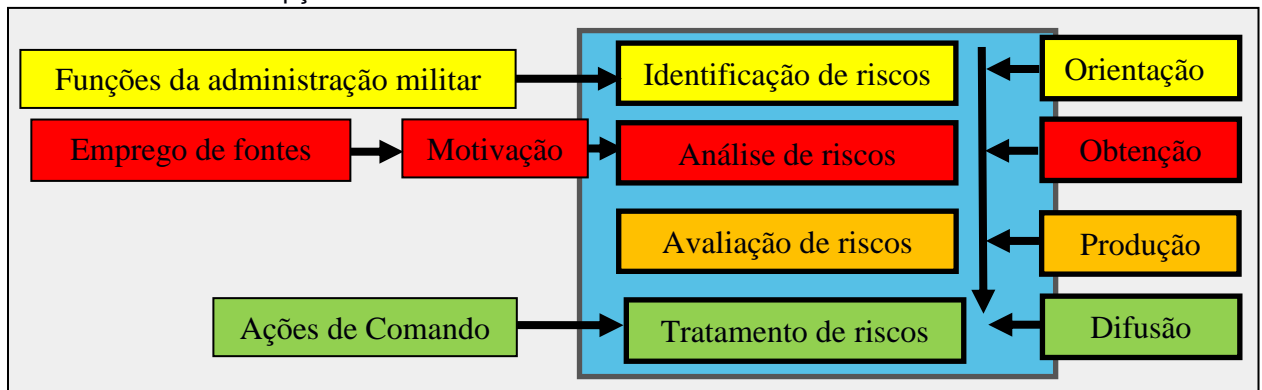 Funções da administração militar
Identificação de riscos
Orientação
Emprego de fontes
Motivação
Análise de riscos
Obtenção
Avaliação de riscos
Produção
Ações de Comando
Tratamento de riscos
Difusão